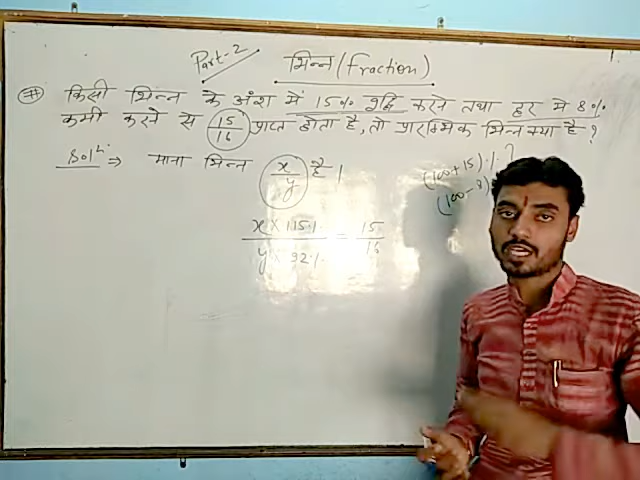 Part-2 भिन्न (fraction)
# किसी भिन्न के अंश में 15% वृद्धि करने तथा हर में 8%
कमी करने से 15/16 प्राप्त होता है, तो प्रारम्भिक भिन्न क्या है?
Solⁿ ⇒ माना भिन्न x/y है।
(100+15)%
(100-8)
x × 115% / y × 92% = 15/16